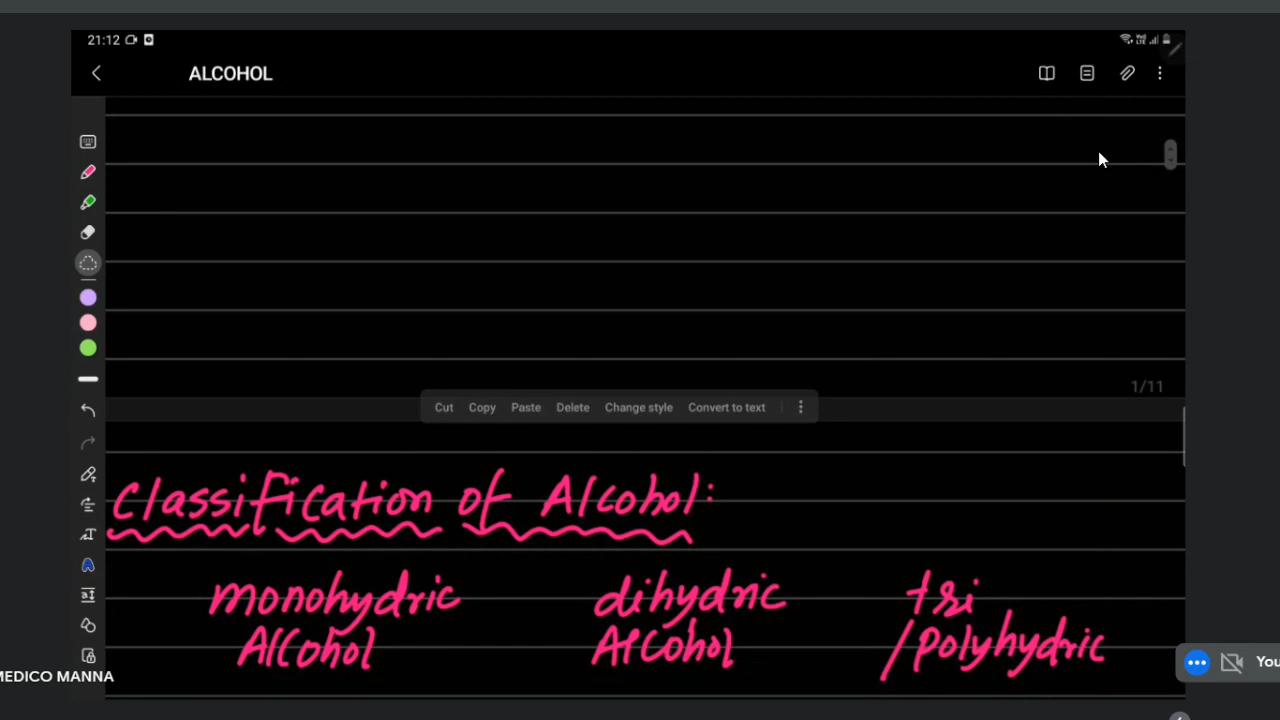 21:12
ALCOHOL
1/11
Cut Copy Paste Delete Change style Convert to text
Classification of Alcohol:
monohydric dihydric tri
Alcohol Alcohol /Polyhydric
MEDICO MANNA
You